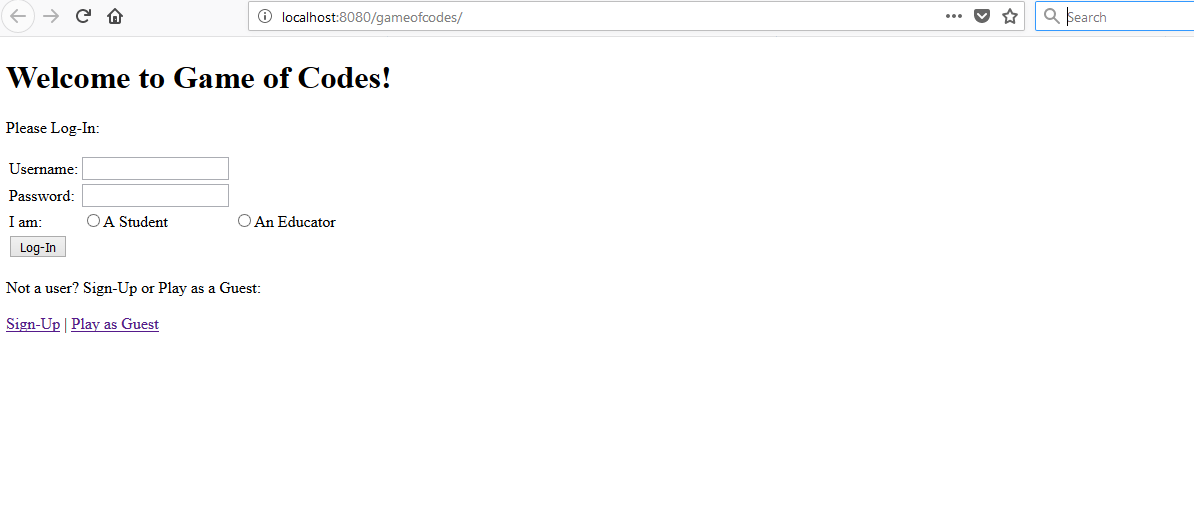 localhost:8080/gameofcodes/
Search
Welcome to Game of Codes!
Please Log-In:
Username:
Password:
I am: A Student An Educator
Log-In
Not a user? Sign-Up or Play as a Guest:
Sign-Up | Play as Guest